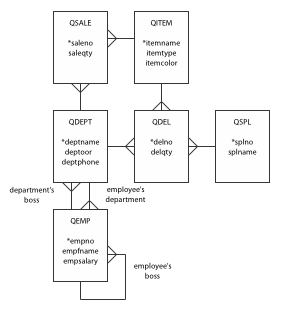 QSALE
*saleno
saleqty
QITEM
*itemname
itemtype
itemcolor
QDEPT
*deptname
deptoor
deptphone
QDEL
*delno
delqty
QSPL
*splno
splname
department's
boss
employee's
department
QEMP
*empno
empfname
empsalary
employee's
boss